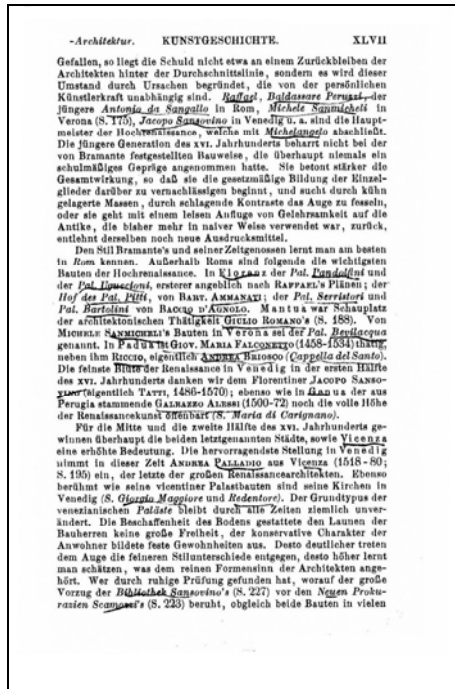 -Architektur. KUNSTGESCHICHTE. XLVII
Gefallen, so liegt die Schuld nicht etwa an einem Zurückbleiben der
Architekten hinter der Durchschnittslinie, sondern es wird dieser
Umstand durch Ursachen begründet, die von der persönlichen
Künstlerkraft unabhängig sind. Raffael, Baldassare Peruzzi, der
jüngere Antonio da Sangallo in Rom, Michele Sanmicheli in
Verona (S. 175), Jacopo Sansovino in Venedig u. a. sind die Haupt-
meister der Hochrenaissance, welche mit Michelangelo abschließt.
Die jüngere Generation des XVI. Jahrhunderts beharrt nicht bei der
von Bramante festgestellten Bauweise, die überhaupt niemals ein
schulmäßiges Gepräge angenommen hatte. Sie betont stärker die
Gesamtwirkung, so daß sie die gesetzmäßige Bildung der Einzel-
glieder darüber zu vernachlässigen beginnt, und sucht durch kühn
gelagerte Massen, durch schlagende Kontraste das Auge zu fesseln,
oder sie geht mit einem leisen Anfluge von Gelehrsamkeit auf die
Antike, die bisher mehr in naiver Weise verwendet war, zurück,
entlehnt derselben noch neue Ausdrucksmittel.
Den Stil Bramante's und seiner Zeitgenossen lernt man am besten
in Rom kennen. Außerhalb Roms sind folgende die wichtigsten
Bauten der Hochrenaissance. In Florenz der Pal. Pandolfini und
der Pal. Uguccioni, ersterer angeblich nach RAFFAEL'S Plänen; der
Hof des Pal. Pitti, von BART. AMMANATI; der Pal. Serristori und
Pal. Bartolini von BACCIO D'AGNOLO. Mantua war Schauplatz
der architektonischen Thätigkeit GIULIO ROMANO'S (S. 188). Von
MICHELE SANMICHELI'S Bauten in Verona sei der Pal. Bevilacqua
genannt. In Padua ist GIOV. MARIA FALCONETTO (1458-1534) thätig,
neben ihm RICCIO, eigentlich ANDREA BRIOSCO (Cappella del Santo).
Die feinste Blüte der Renaissance in Venedig in der ersten Hälfte
des XVI. Jahrhunderts danken wir dem Florentiner JACOPO SANSO-
VINO (eigentlich TATTI, 1486-1570); ebenso wie in Genua der aus
Perugia stammende GALEAZZO ALESSI (1500-72) noch die volle Höhe
der Renaissancekunst offenbart (S. Maria di Carignano).
Für die Mitte und die zweite Hälfte des XVI. Jahrhunderts ge-
winnen überhaupt die beiden letztgenannten Städte, sowie Vicenza
eine erhöhte Bedeutung. Die hervorragendste Stellung in Venedig
nimmt in dieser Zeit ANDREA PALLADIO aus Vicenza (1518-80;
S. 195) ein, der letzte der großen Renaissancearchitekten. Ebenso
berühmt wie seine vicentiner Palastbauten sind seine Kirchen in
Venedig (S. Giorgio Maggiore und Redentore). Der Grundtypus der
venezianischen Paläste bleibt durch alle Zeiten ziemlich unver-
ändert. Die Beschaffenheit des Bodens gestattete den Launen der
Bauherren keine große Freiheit, der konservative Charakter der
Anwohner bildete feste Gewohnheiten aus. Desto deutlicher treten
dem Auge die feineren Stilunterschiede entgegen, desto höher lernt
man schätzen, was dem reinen Formensinn der Architekten ange-
hört. Wer durch ruhige Prüfung gefunden hat, worauf der große
Vorzug der Bibliothek Sansovino's (S. 227) vor den Neuen Proku-
razien Scamozzi's (S. 223) beruht, obgleich beide Bauten in vielen